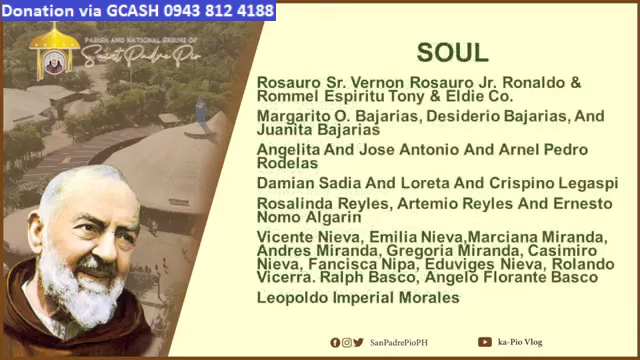 Donation via GCASH 0943 812 4188
PARISH AND NATIONAL SHRINE OF
Saint Padre Pio
SOUL
Rosauro Sr. Vernon Rosauro Jr. Ronaldo &
Rommel Espiritu Tony & Eldie Co.
Margarito O. Bajarias, Desiderio Bajarias, And
Juanita Bajarias
Angelita And Jose Antonio And Arnel Pedro
Rodelas
Damian Sadia And Loreta And Crispino Legaspi
Rosalinda Reyles, Artemio Reyles And Ernesto
Nomo Algarin
Vicente Nieva, Emilia Nieva,Marciana Miranda,
Andres Miranda, Gregoria Miranda, Casimiro
Nieva, Fancisca Nipa, Eduviges Nieva, Rolando
Vicerra. Ralph Basco, Angelo Florante Basco
Leopoldo Imperial Morales
SanPadrePioPH
ka-Pio Vlog